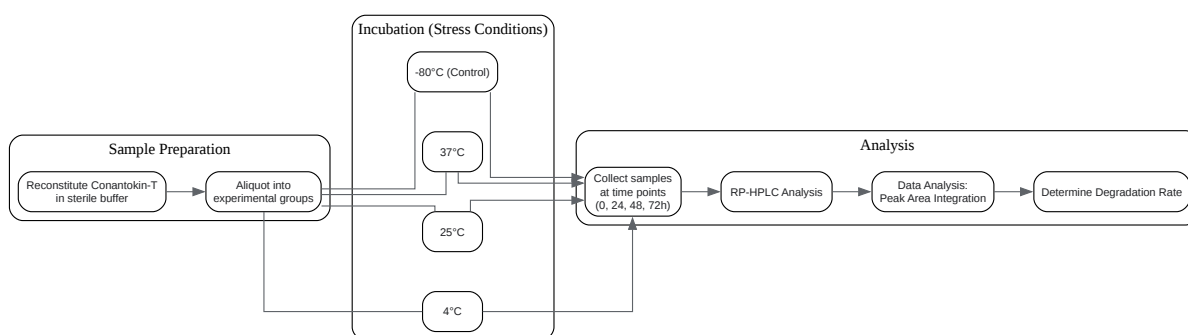 Incubation (Stress Conditions)
-80°C (Control)
Sample Preparation
Reconstitute Conantokin-T
in sterile buffer
Aliquot into
experimental groups
37°C
25°C
4°C
Analysis
Collect samples
at time points
(0, 24, 48, 72h)
RP-HPLC Analysis
Data Analysis:
Peak Area Integration
Determine Degradation Rate